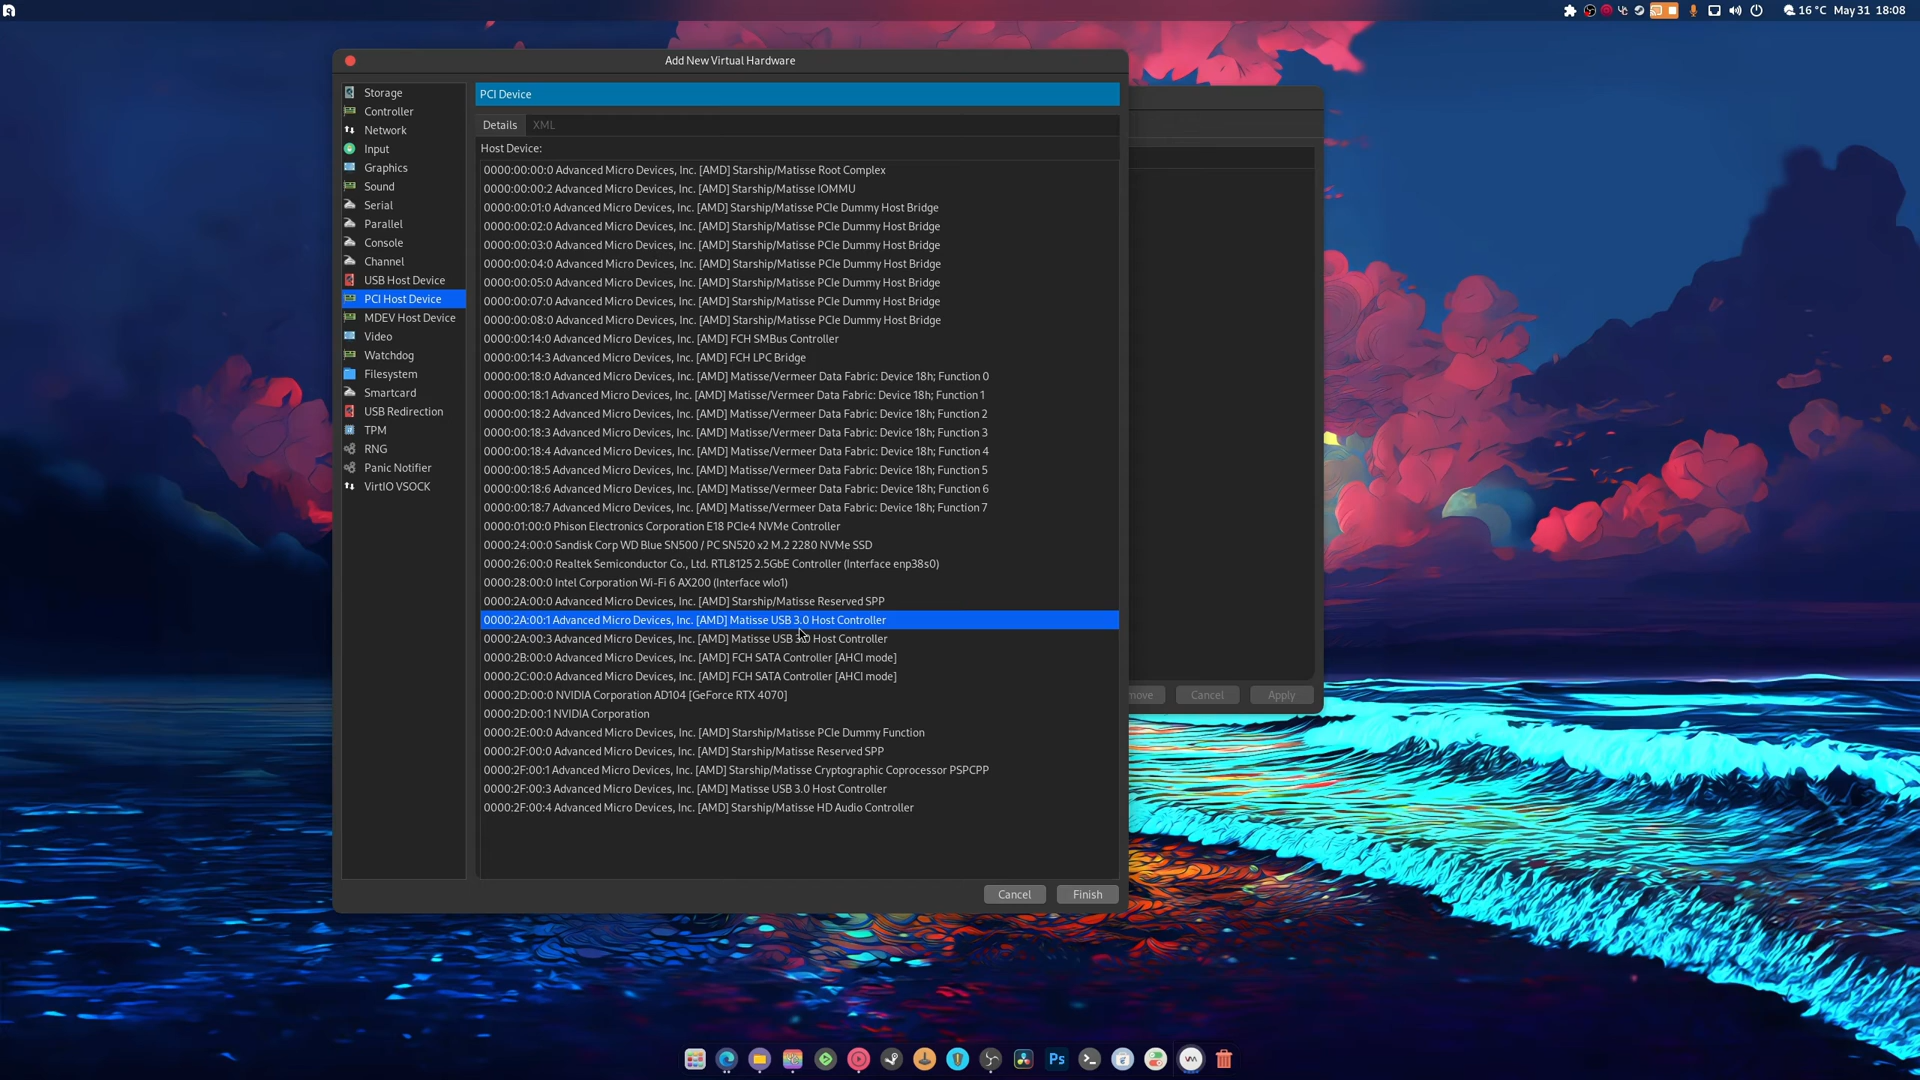 16 °C May 31 18:08
Add New Virtual Hardware
Storage
Controller
Network
Input
Graphics
Sound
Serial
Parallel
Console
Channel
USB Host Device
PCI Host Device
MDEV Host Device
Video
Watchdog
Filesystem
Smartcard
USB Redirection
TPM
RNG
Panic Notifier
VirtIO VSOCK
PCI Device
Details XML
Host Device:
0000:00:00:0 Advanced Micro Devices, Inc. [AMD] Starship/Matisse Root Complex
0000:00:00:2 Advanced Micro Devices, Inc. [AMD] Starship/Matisse IOMMU
0000:00:01:0 Advanced Micro Devices, Inc. [AMD] Starship/Matisse PCIe Dummy Host Bridge
0000:00:02:0 Advanced Micro Devices, Inc. [AMD] Starship/Matisse PCIe Dummy Host Bridge
0000:00:03:0 Advanced Micro Devices, Inc. [AMD] Starship/Matisse PCIe Dummy Host Bridge
0000:00:04:0 Advanced Micro Devices, Inc. [AMD] Starship/Matisse PCIe Dummy Host Bridge
0000:00:05:0 Advanced Micro Devices, Inc. [AMD] Starship/Matisse PCIe Dummy Host Bridge
0000:00:07:0 Advanced Micro Devices, Inc. [AMD] Starship/Matisse PCIe Dummy Host Bridge
0000:00:08:0 Advanced Micro Devices, Inc. [AMD] Starship/Matisse PCIe Dummy Host Bridge
0000:00:14:0 Advanced Micro Devices, Inc. [AMD] FCH SMBus Controller
0000:00:14:3 Advanced Micro Devices, Inc. [AMD] FCH LPC Bridge
0000:00:18:0 Advanced Micro Devices, Inc. [AMD] Matisse/Vermeer Data Fabric: Device 18h; Function 0
0000:00:18:1 Advanced Micro Devices, Inc. [AMD] Matisse/Vermeer Data Fabric: Device 18h; Function 1
0000:00:18:2 Advanced Micro Devices, Inc. [AMD] Matisse/Vermeer Data Fabric: Device 18h; Function 2
0000:00:18:3 Advanced Micro Devices, Inc. [AMD] Matisse/Vermeer Data Fabric: Device 18h; Function 3
0000:00:18:4 Advanced Micro Devices, Inc. [AMD] Matisse/Vermeer Data Fabric: Device 18h; Function 4
0000:00:18:5 Advanced Micro Devices, Inc. [AMD] Matisse/Vermeer Data Fabric: Device 18h; Function 5
0000:00:18:6 Advanced Micro Devices, Inc. [AMD] Matisse/Vermeer Data Fabric: Device 18h; Function 6
0000:00:18:7 Advanced Micro Devices, Inc. [AMD] Matisse/Vermeer Data Fabric: Device 18h; Function 7
0000:01:00:0 Phison Electronics Corporation E18 PCIe4 NVMe Controller
0000:24:00:0 Sandisk Corp WD Blue SN500 / PC SN520 x2 M.2 2280 NVMe SSD
0000:26:00:0 Realtek Semiconductor Co., Ltd. RTL8125 2.5GbE Controller (Interface enp38s0)
0000:28:00:0 Intel Corporation Wi-Fi 6 AX200 (Interface wlo1)
0000:2A:00:0 Advanced Micro Devices, Inc. [AMD] Starship/Matisse Reserved SPP
0000:2A:00:1 Advanced Micro Devices, Inc. [AMD] Matisse USB 3.0 Host Controller
0000:2A:00:3 Advanced Micro Devices, Inc. [AMD] Matisse USB 3.0 Host Controller
0000:2B:00:0 Advanced Micro Devices, Inc. [AMD] FCH SATA Controller [AHCI mode]
0000:2C:00:0 Advanced Micro Devices, Inc. [AMD] FCH SATA Controller [AHCI mode]
0000:2D:00:0 NVIDIA Corporation AD104 [GeForce RTX 4070]
0000:2D:00:1 NVIDIA Corporation
0000:2E:00:0 Advanced Micro Devices, Inc. [AMD] Starship/Matisse PCIe Dummy Function
0000:2F:00:0 Advanced Micro Devices, Inc. [AMD] Starship/Matisse Reserved SPP
0000:2F:00:1 Advanced Micro Devices, Inc. [AMD] Starship/Matisse Cryptographic Coprocessor PSPCPP
0000:2F:00:3 Advanced Micro Devices, Inc. [AMD] Matisse USB 3.0 Host Controller
0000:2F:00:4 Advanced Micro Devices, Inc. [AMD] Starship/Matisse HD Audio Controller
Cancel Finish
move Cancel Apply
Ps